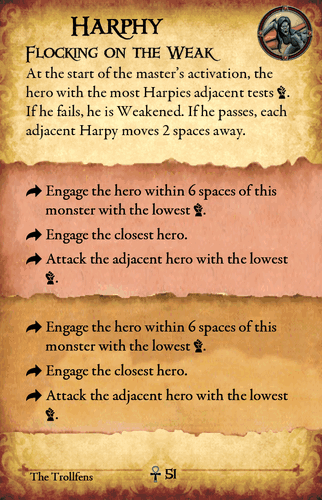 Harphy
Flocking on the Weak
At the start of the master's activation, the
hero with the most Harpies adjacent tests .
If he fails, he is Weakened. If he passes, each
adjacent Harpy moves 2 spaces away.
Engage the hero within 6 spaces of this
monster with the lowest .
Engage the closest hero.
Attack the adjacent hero with the lowest
.
Engage the hero within 6 spaces of this
monster with the lowest .
Engage the closest hero.
Attack the adjacent hero with the lowest
.
The Trollfens
51